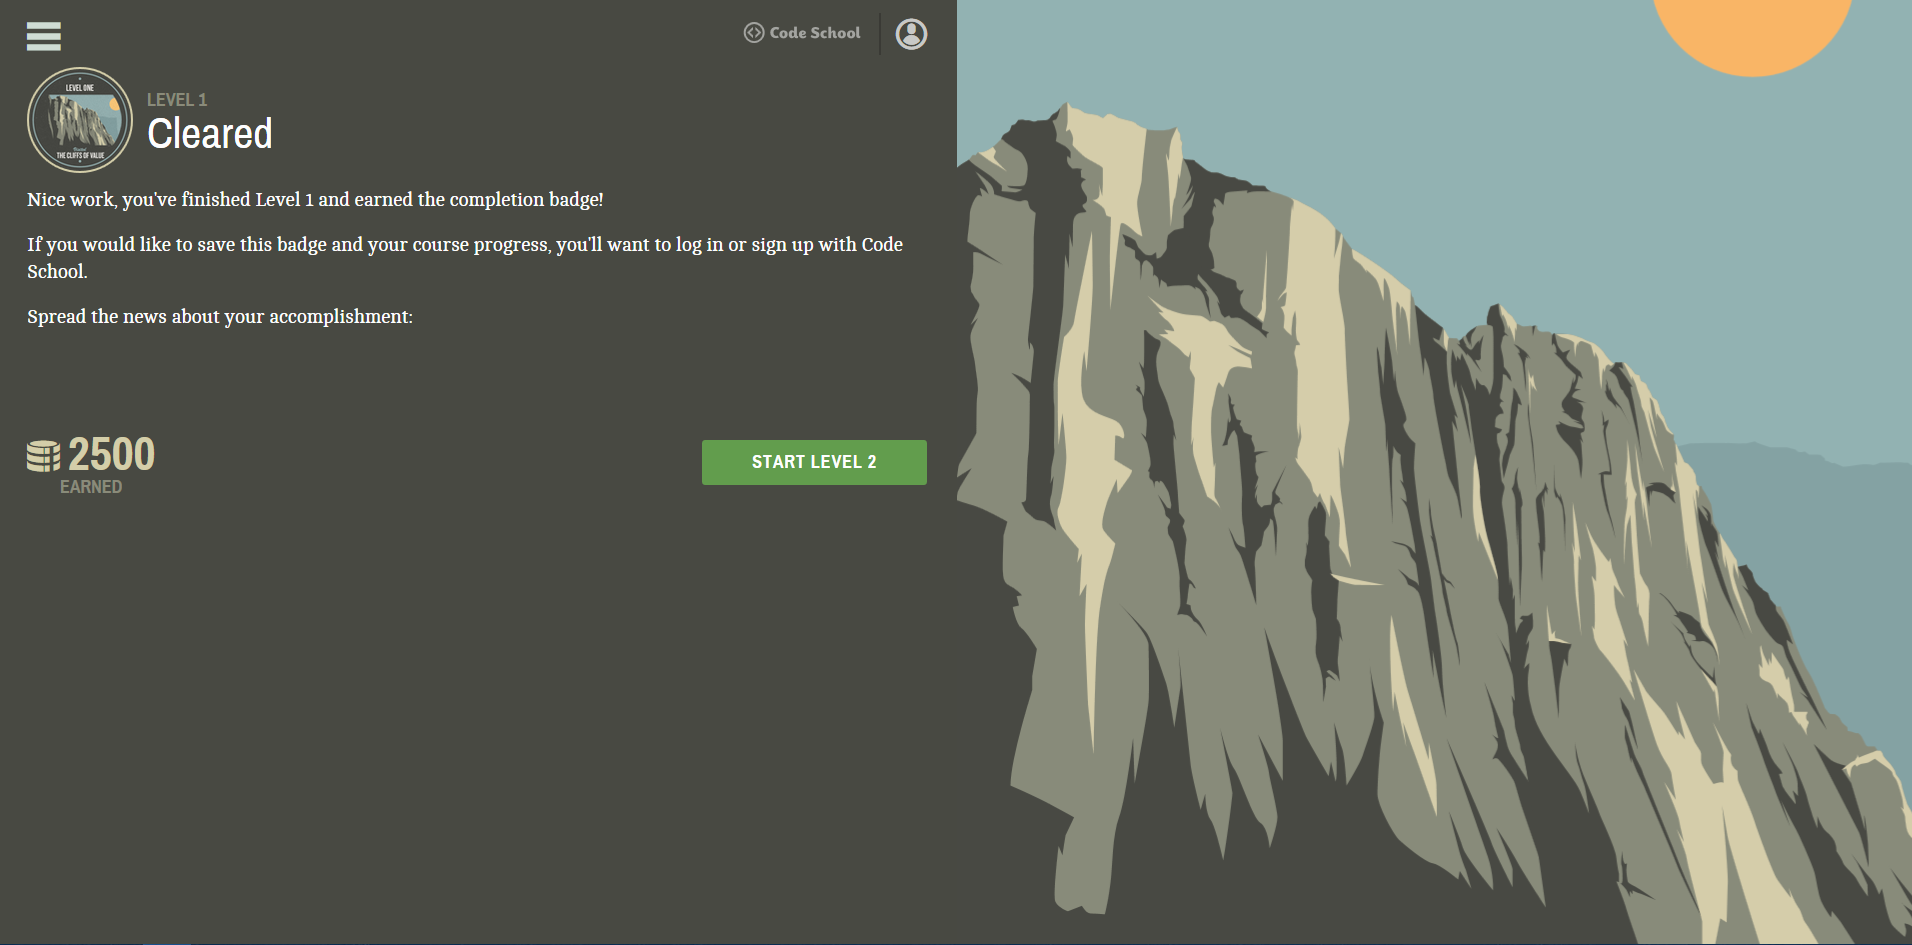 Code School
LEVEL ONE
THE CLIFFS OF VALUE
LEVEL 1
Cleared
Nice work, you've finished Level 1 and earned the completion badge!
If you would like to save this badge and your course progress, you'll want to log in or sign up with Code
School.
Spread the news about your accomplishment:
2500
EARNED
START LEVEL 2